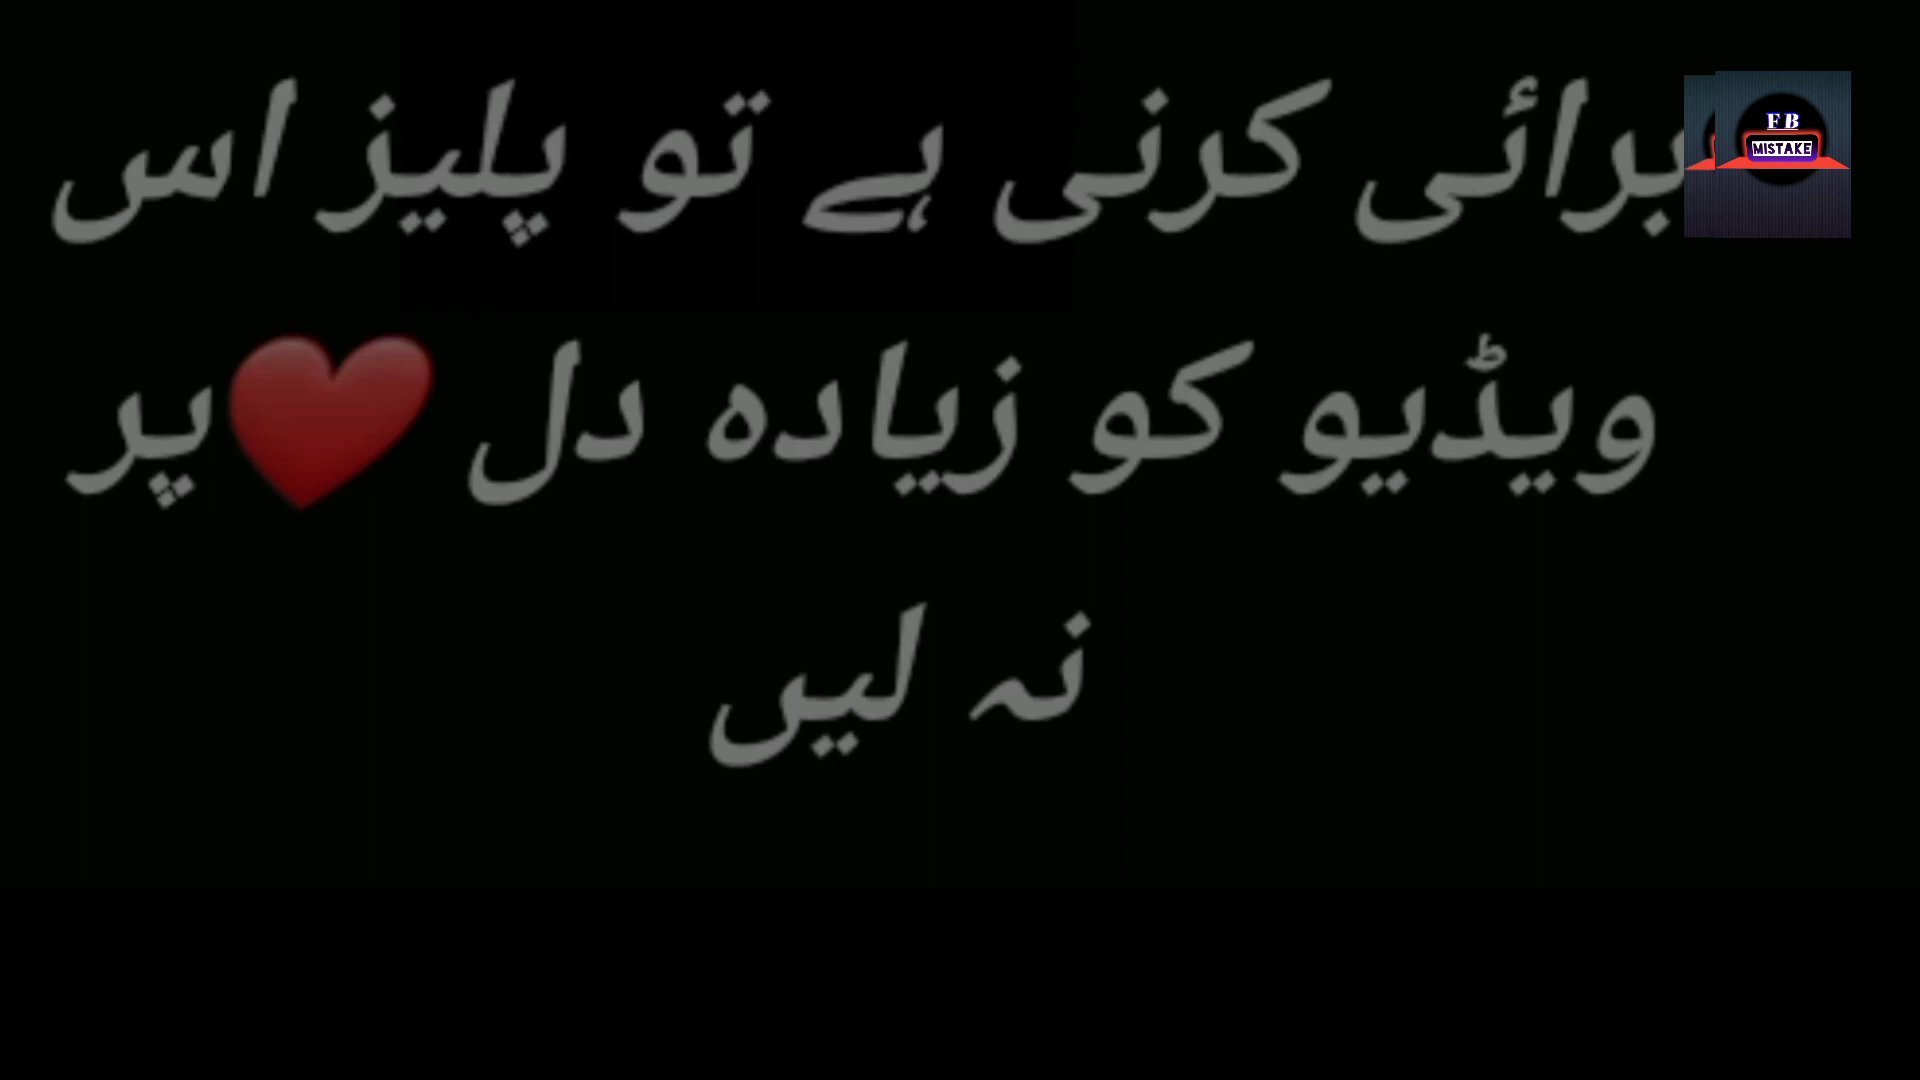 برائی کرنی ہے تو پلیز اس
ویڈیو کو زیادہ دل ❤️پر
نہ لیں
FB
MISTAKE